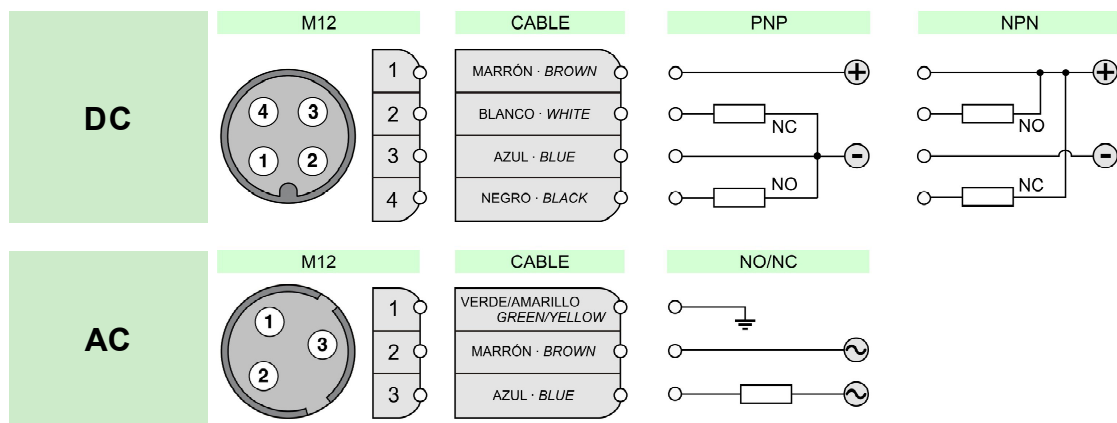 DC
M12
CABLE
PNP
NPN
4
3
1
2
1
2
3
4
MARRÓN · BROWN
BLANCO · WHITE
AZUL · BLUE
NEGRO · BLACK
+
NC
-
NO
+
NO
-
NC
AC
M12
CABLE
NO/NC
1
3
2
1
2
3
VERDE/AMARILLO
GREEN/YELLOW
MARRÓN · BROWN
AZUL · BLUE